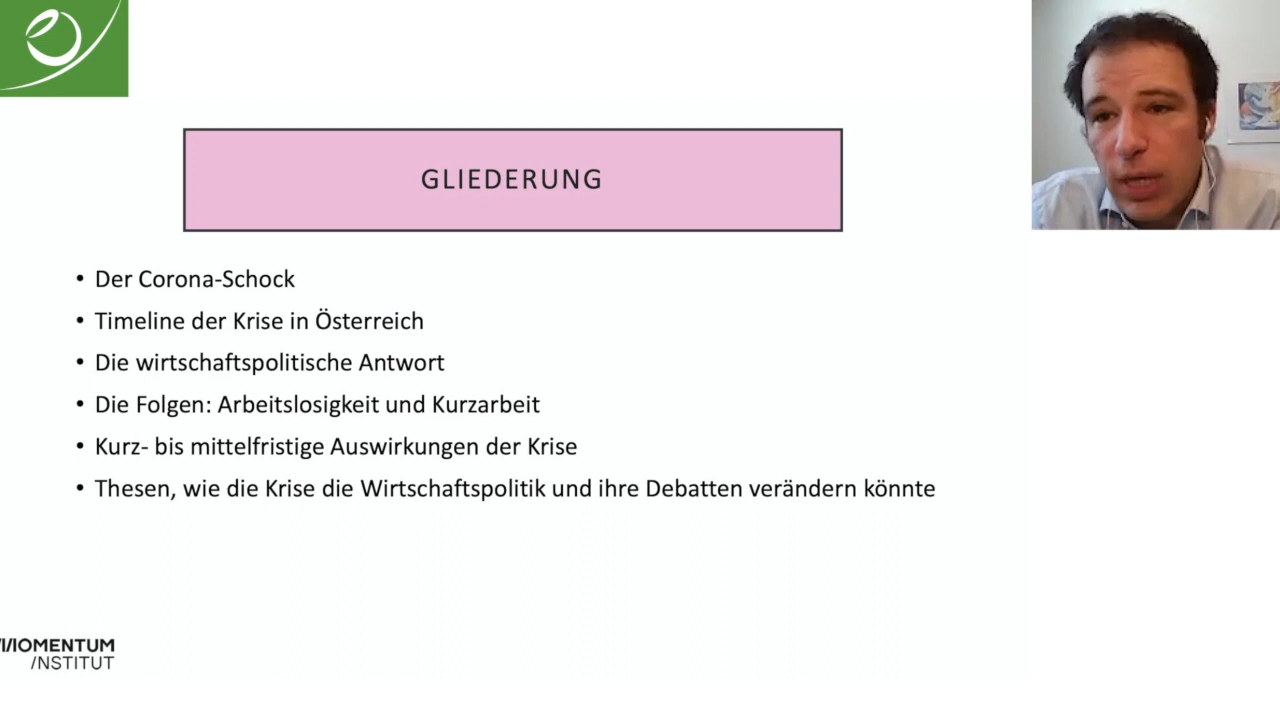 GLIEDERUNG
• Der Corona-Schock
• Timeline der Krise in Österreich
• Die wirtschaftspolitische Antwort
• Die Folgen: Arbeitslosigkeit und Kurzarbeit
• Kurz- bis mittelfristige Auswirkungen der Krise
• Thesen, wie die Krise die Wirtschaftspolitik und ihre Debatten verändern könnte
MOMENTUM
/NSTITUT